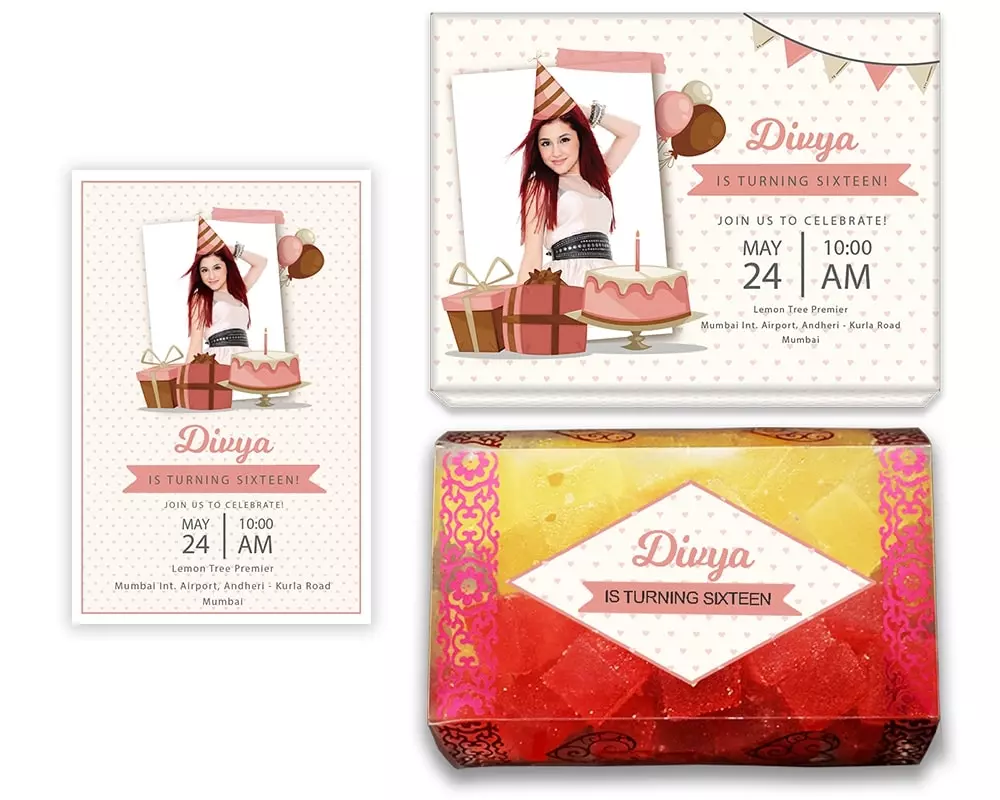 Divya
IS TURNING SIXTEEN!
JOIN US TO CELEBRATE!
MAY 24 | 10:00 AM
Lemon Tree Premier
Mumbai Int. Airport, Andheri - Kurla Road
Mumbai
Divya
IS TURNING SIXTEEN!
JOIN US TO CELEBRATE!
MAY 24 | 10:00 AM
Lemon Tree Premier
Mumbai Int. Airport, Andheri - Kurla Road
Mumbai
Divya
IS TURNING SIXTEEN